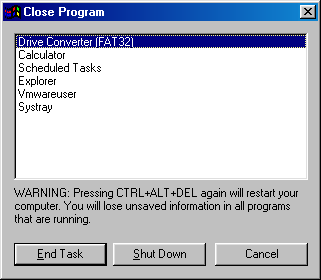 Close Program
Drive Converter (FAT32)
Calculator
Scheduled Tasks
Explorer
Vmwareuser
Systray
WARNING: Pressing CTRL+ALT+DEL again will restart your
computer. You will lose unsaved information in all programs
that are running.
End Task
Shut Down
Cancel